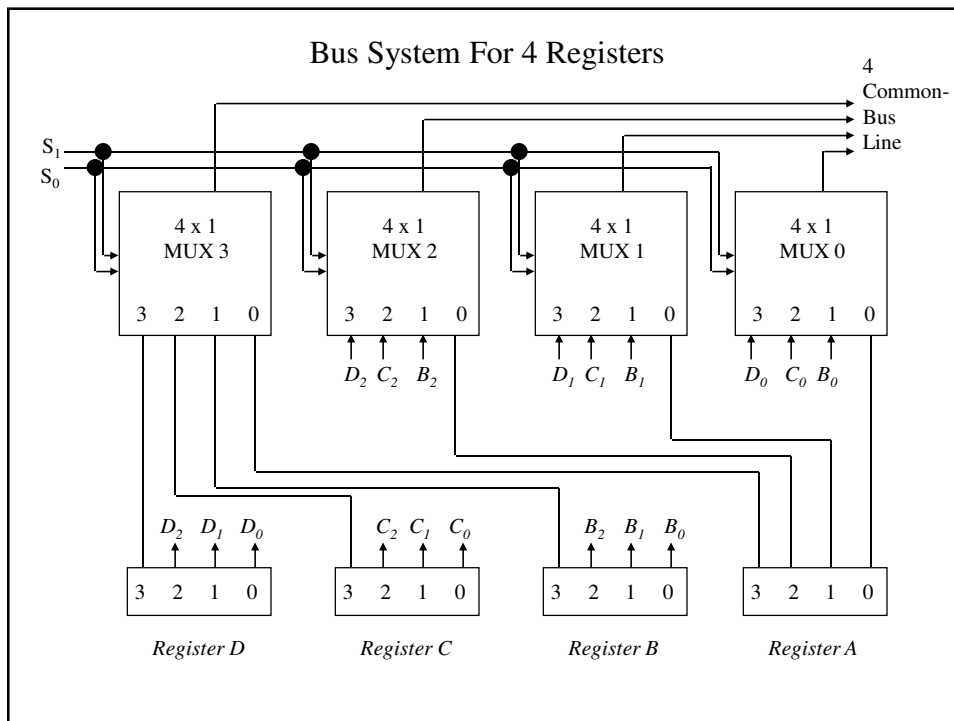 Bus System For 4 Registers
4
Common-
Bus
Line
S1
S0
4 x 1
MUX 3
4 x 1
MUX 2
4 x 1
MUX 1
4 x 1
MUX 0
3 2 1 0
3 2 1 0
3 2 1 0
3 2 1 0
D2 C2 B2
D1 C1 B1
D0 C0 B0
D2 D1 D0
C2 C1 C0
B2 B1 B0
3 2 1 0
3 2 1 0
3 2 1 0
3 2 1 0
Register D
Register C
Register B
Register A